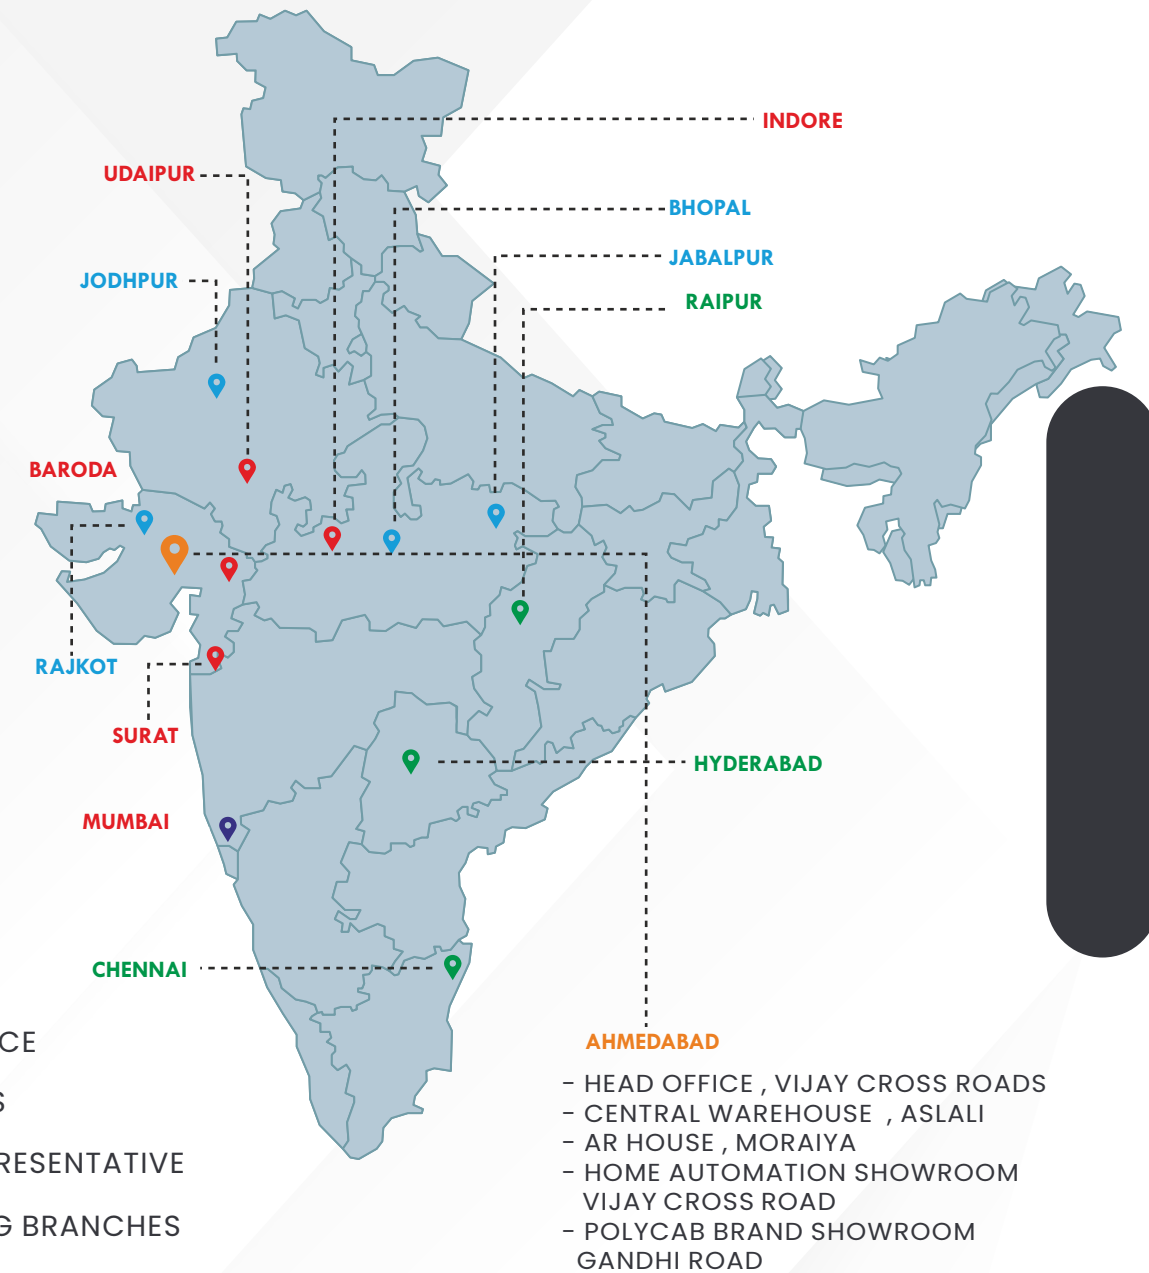 INDORE
UDAIPUR
BHOPAL
JABALPUR
JODHPUR
RAIPUR
BARODA
RAJKOT
SURAT
HYDERABAD
MUMBAI
CHENNAI
CE
S
RESENTATIVE
G BRANCHES
AHMEDABAD
- HEAD OFFICE , VIJAY CROSS ROADS
- CENTRAL WAREHOUSE , ASLALI
- AR HOUSE , MORAIYA
- HOME AUTOMATION SHOWROOM
VIJAY CROSS ROAD
- POLYCAB BRAND SHOWROOM
GANDHI ROAD